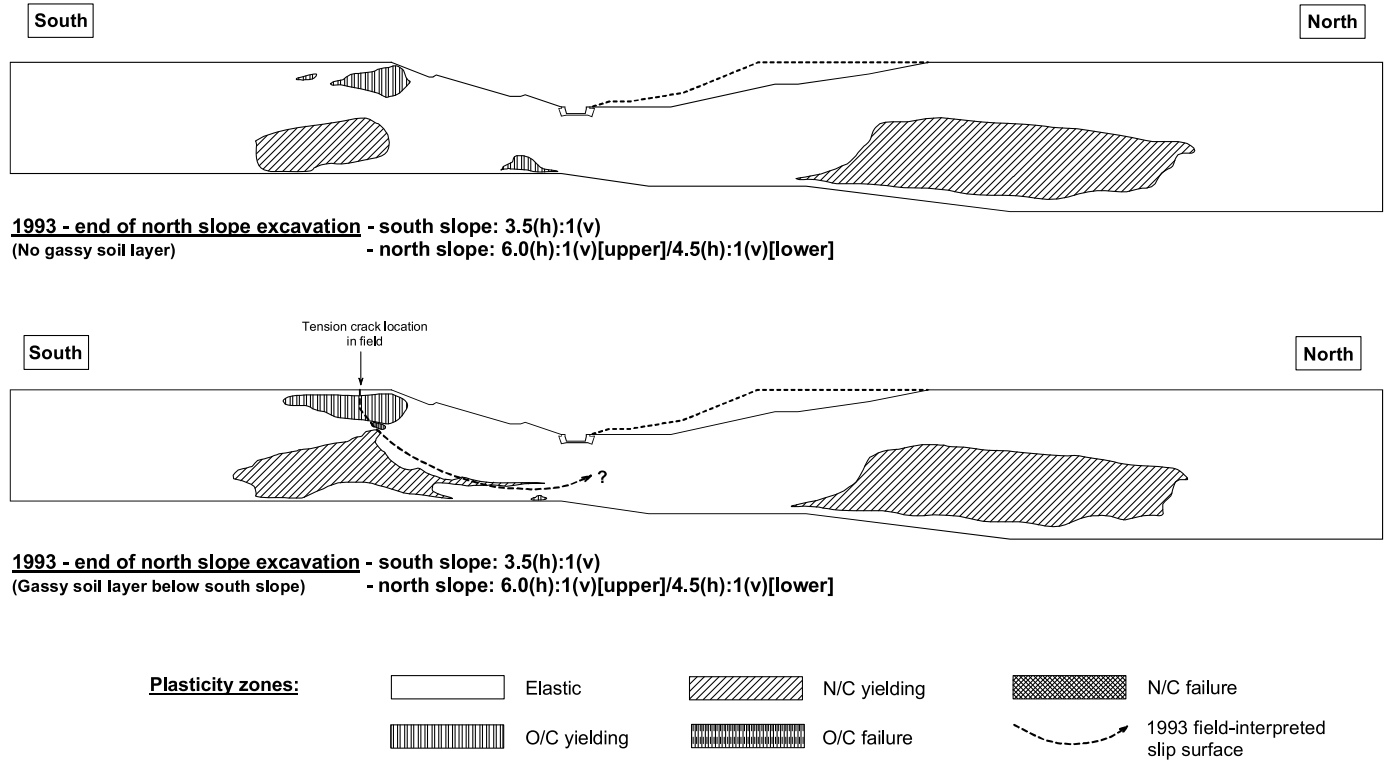 South
North
1993 - end of north slope excavation - south slope: 3.5(h):1(v)
(No gassy soil layer) - north slope: 6.0(h):1(v)[upper]/4.5(h):1(v)[lower]
Tension crack location
in field
South
North
?
1993 - end of north slope excavation - south slope: 3.5(h):1(v)
(Gassy soil layer below south slope) - north slope: 6.0(h):1(v)[upper]/4.5(h):1(v)[lower]
Plasticity zones:
Elastic
N/C yielding
N/C failure
O/C yielding
O/C failure
1993 field-interpreted
slip surface